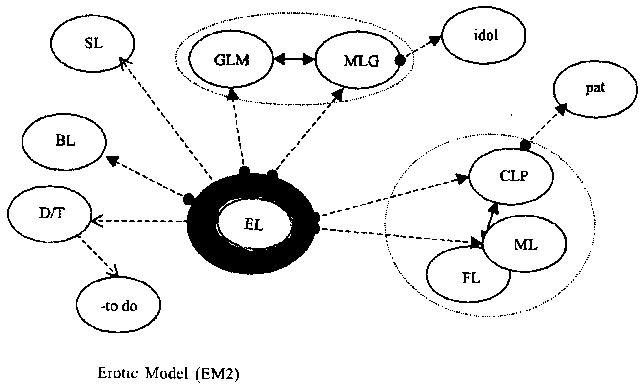 SL
GLM
MLG
idol
pat
BL
CLP
D/T
EL
ML
FL
-to do
Erotic Model (EM2)